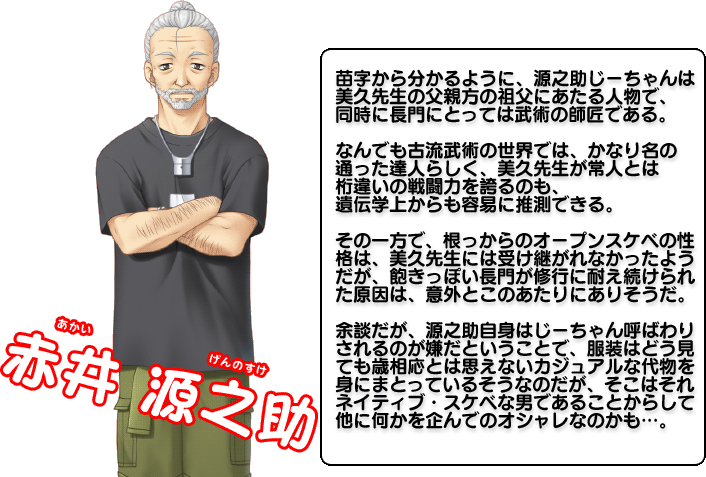 あかい げんのすけ
赤井 源之助
苗字から分かるように、源之助じーちゃんは
美久先生の父親方の祖父にあたる人物で、
同時に長門にとっては武術の師匠である。
なんでも古流武術の世界では、かなり名の
通った達人らしく、美久先生が常人とは
桁違いの戦闘力を誇るのも、
遺伝学上からも容易に推測できる。
その一方で、根っからのオープンスケベの性
格は、美久先生には受け継がれなかったよう
だが、飽きっぽい長門が修行に耐え続けられ
た原因は、意外とこのあたりにありそうだ。
余談だが、源之助自身はじーちゃん呼ばわり
されるのが嫌だということで、服装はどう見
ても歳相応とは思えないカジュアルな代物を
身にまとっているそうなのだが、そこはそれ
ネイティブ・スケベな男であることからして
他に何かを企んでのオシャレなのかも…。